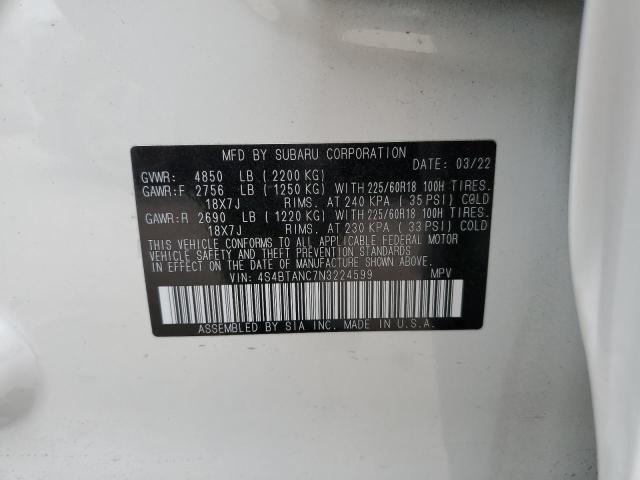 MFD BY SUBARU CORPORATION
DATE: 03/22
GVWR: 4850 LB ( 2200 KG)
GAWR:F 2756 LB ( 1250 KG) WITH 225/60R18 100H TIRES.
18X7J RIMS. AT 240 KPA ( 35 PSI) COLD
GAWR:R 2690 LB ( 1220 KG) WITH 225/60R18 100H TIRES.
18X7J RIMS. AT 230 KPA ( 33 PSI) COLD
THIS VEHICLE CONFORMS TO ALL APPLICABLE FEDERAL MOTOR
VEHICLE SAFETY AND THEFT PREVENTION STANDARDS
IN EFFECT ON THE DATE OF MANUFACTURE SHOWN ABOVE.
VIN: 4S4BTANC7N3224599 MPV
ASSEMBLED BY SIA INC. MADE IN U.S.A.